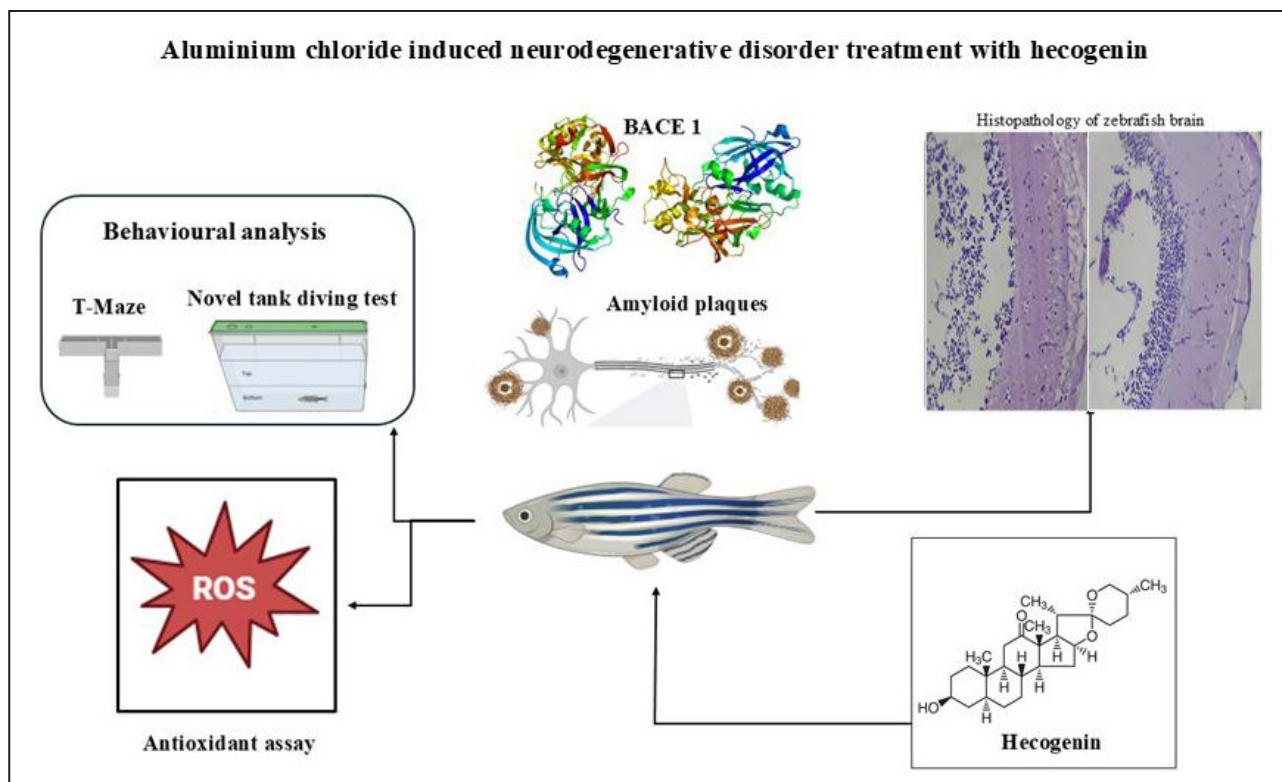 Aluminium chloride induced neurodegenerative disorder treatment with hecogenin
BACE 1
Histopathology of zebrafish brain
Behavioural analysis
T-Maze
Novel tank diving test
Top
Bottom
Amyloid plaques
ROS
Antioxidant assay
CH₃
CH₃
O
O
CH₃
O
H₃C
H
H
H
H
H
HO
H
Hecogenin